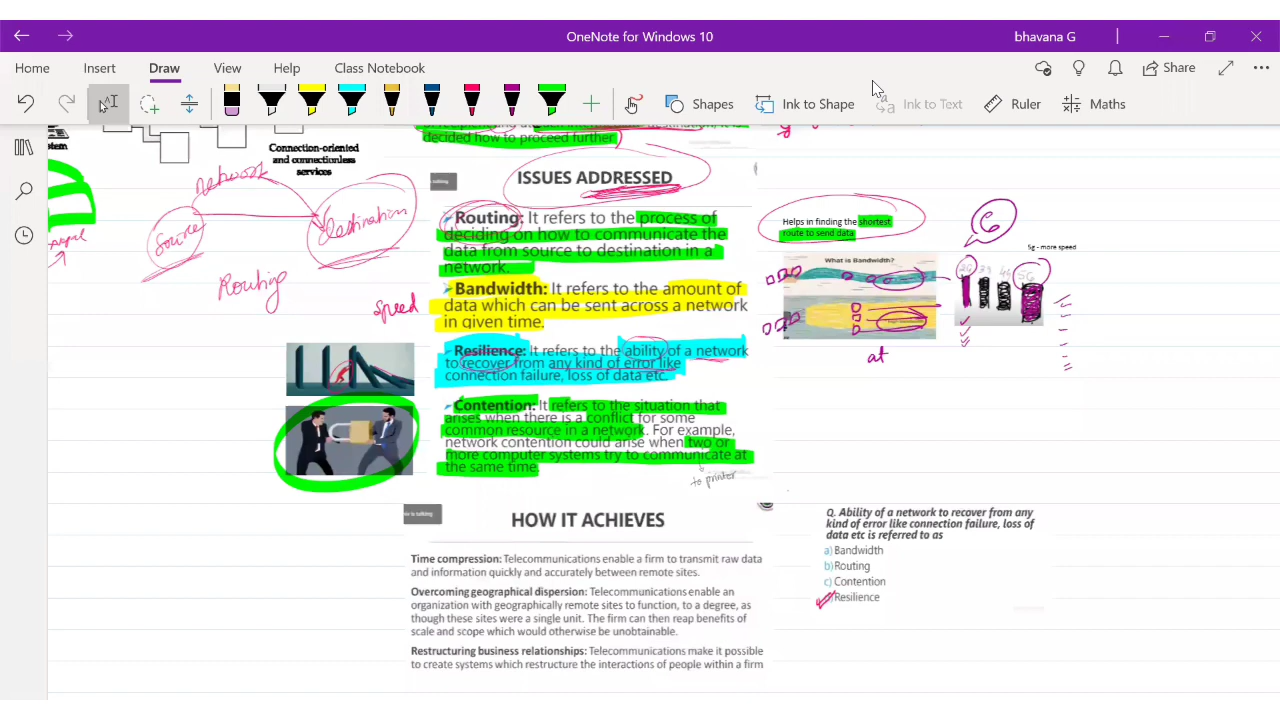 OneNote for Windows 10
bhavana G
Home
Insert
Draw
View
Help
Class Notebook
Share
Shapes
Ink to Shape
Ink to Text
Ruler
Maths
decided how to proceed further.
Connection-oriented
and connectionless
services
Network
Source
Destination
Routing
Speed
ISSUES ADDRESSED
Routing: It refers to the process of
deciding on how to communicate the
data from source to destination in a
network.
Bandwidth: It refers to the amount of
data which can be sent across a network
in given time.
Resilience: It refers to the ability of a network
to recover from any kind of error like
connection failure, loss of data etc.
Contention: It refers to the situation that
arises when there is a conflict for some
common resource in a network. For example,
network contention could arise when two or
more computer systems try to communicate at
the same time.
to printer
Helps in finding the shortest
route to send data
What is Bandwidth?
5g - more speed
2G 3G 4G 5G
at
HOW IT ACHIEVES
Time compression: Telecommunications enable a firm to transmit raw data
and information quickly and accurately between remote sites.
Overcoming geographical dispersion: Telecommunications enable an
organization with geographically remote sites to function, to a degree, as
though these sites were a single unit. The firm can then reap benefits of
scale and scope which would otherwise be unobtainable.
Restructuring business relationships: Telecommunications make it possible
to create systems which restructure the interactions of people within a firm
Q. Ability of a network to recover from any
kind of error like connection failure, loss of
data etc is referred to as
a) Bandwidth
b) Routing
c) Contention
Resilience